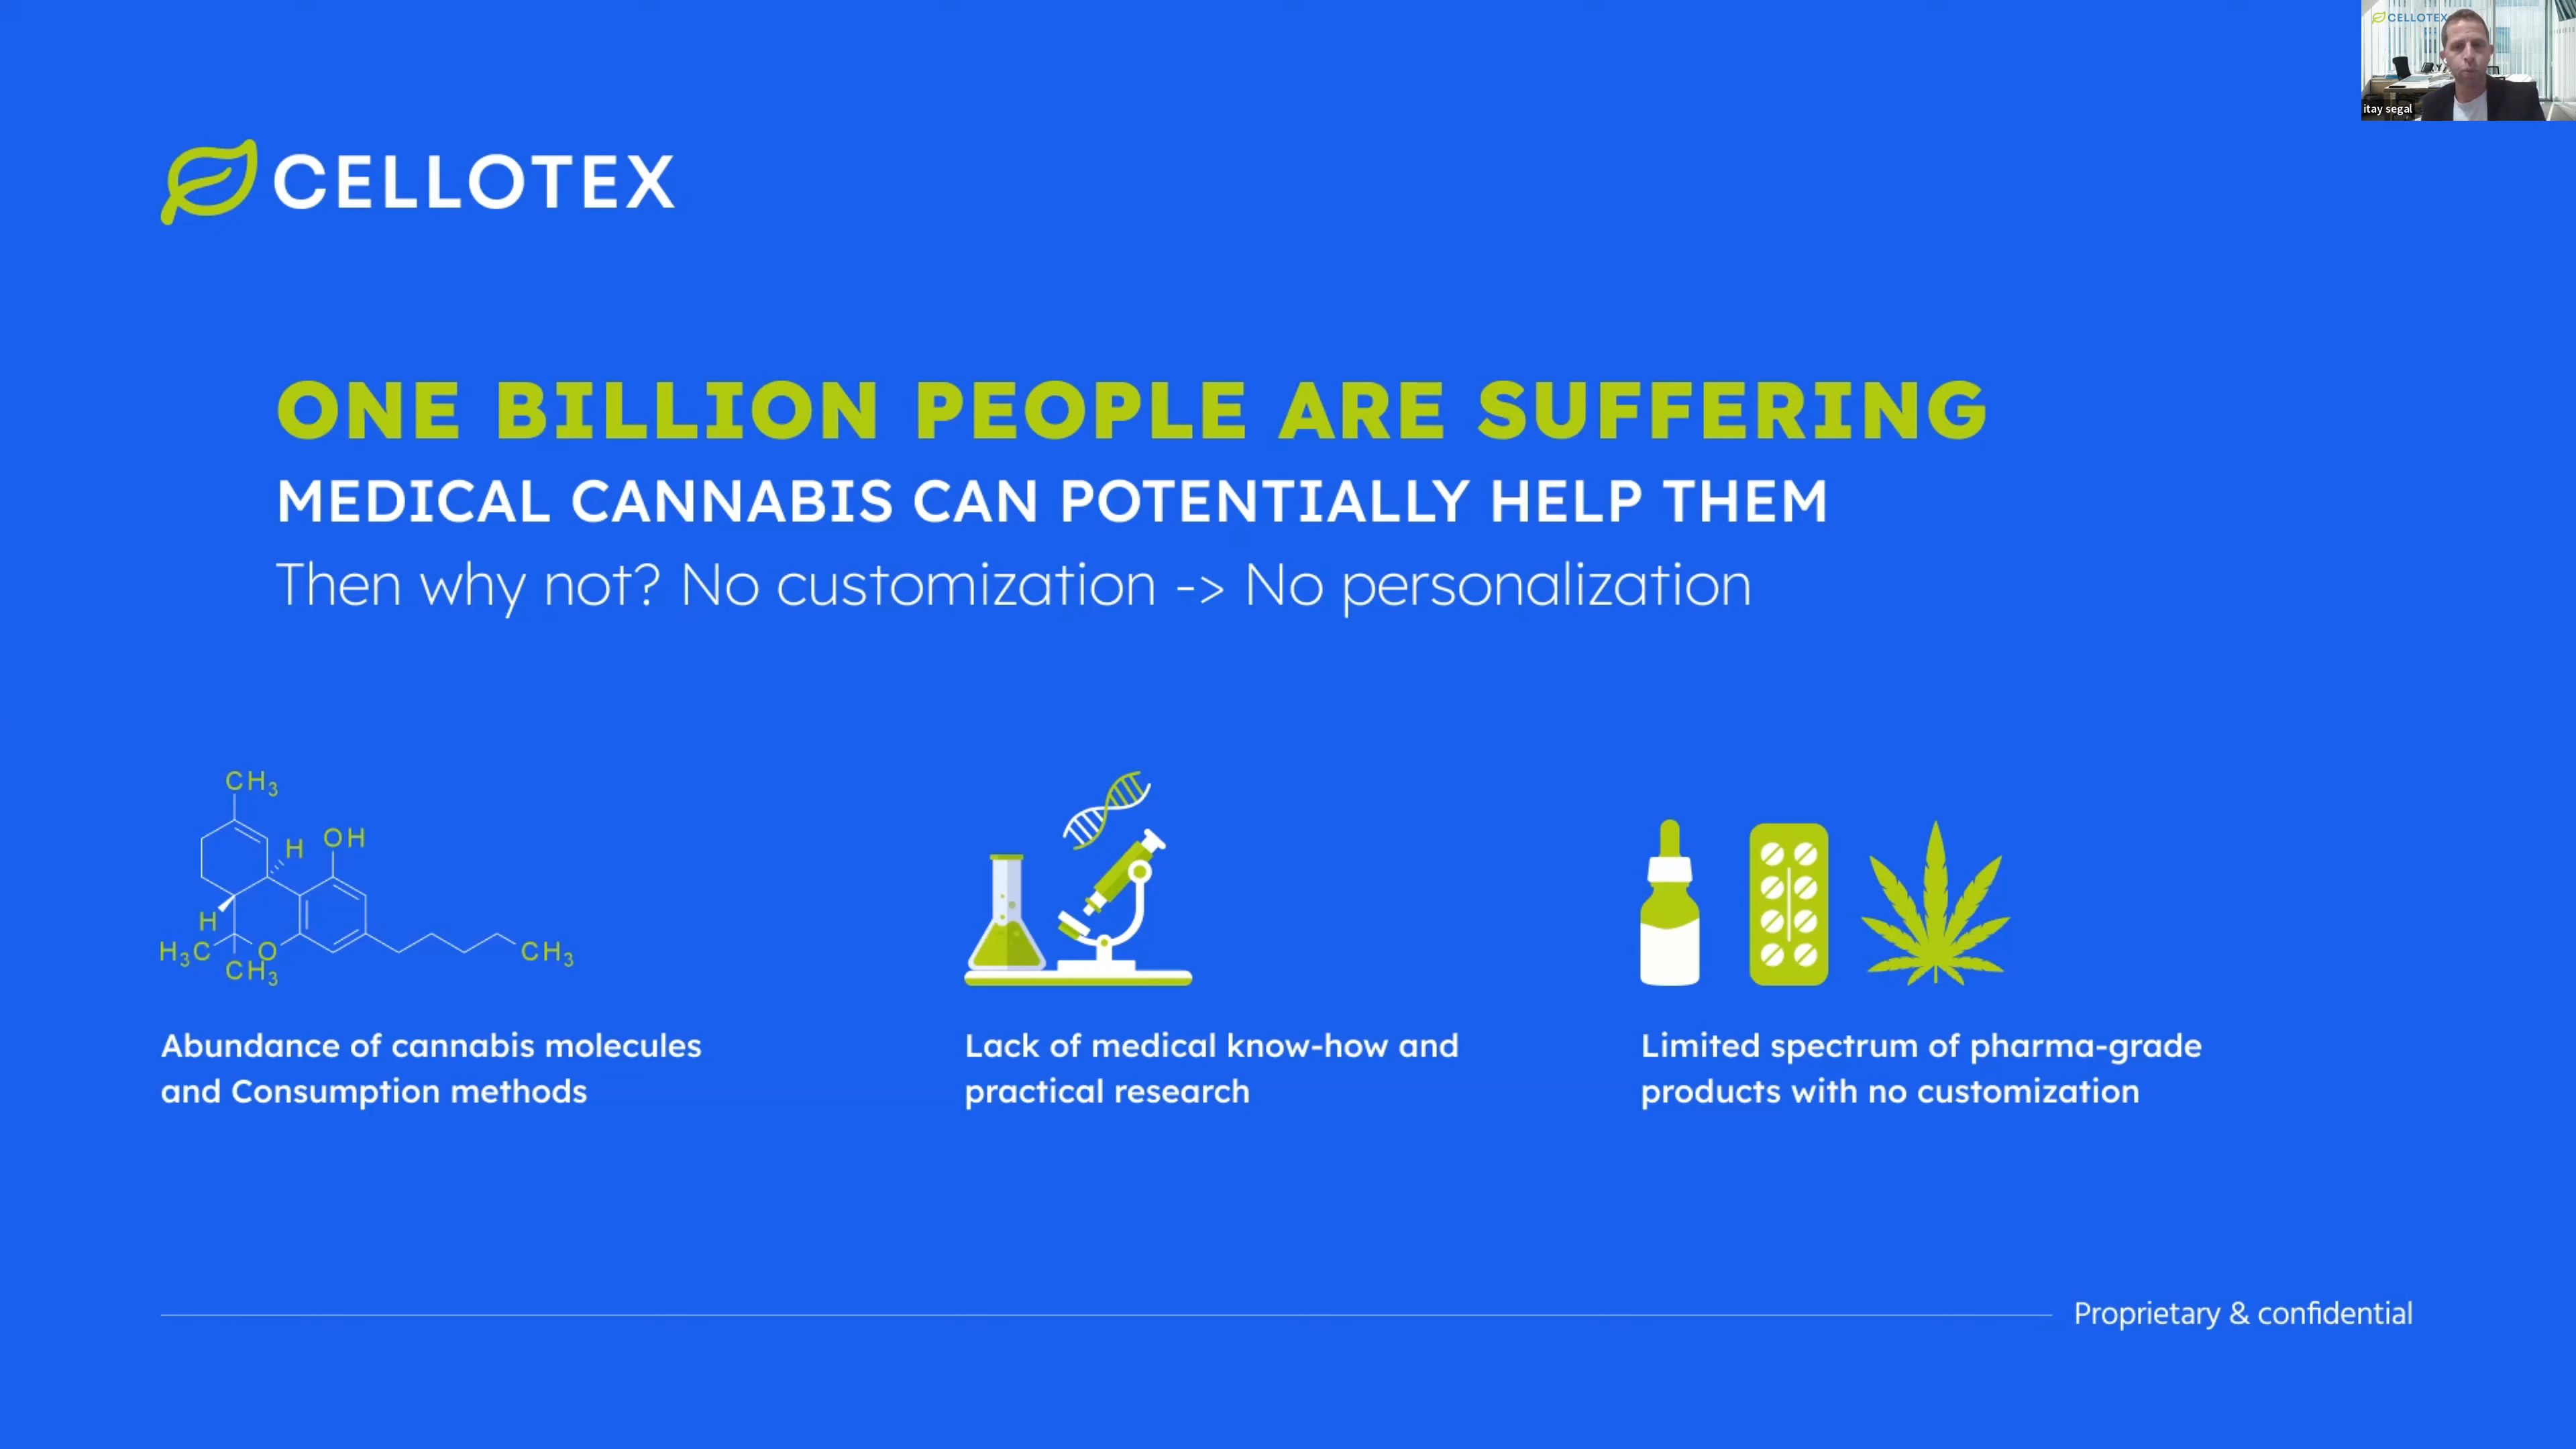 CELLOTEX
itay segal
CELLOTEX
ONE BILLION PEOPLE ARE SUFFERING
MEDICAL CANNABIS CAN POTENTIALLY HELP THEM
Then why not? No customization -> No personalization
CH3
H
OH
H
H3C
O
CH3
CH3
Abundance of cannabis molecules
and Consumption methods
Lack of medical know-how and
practical research
Limited spectrum of pharma-grade
products with no customization
Proprietary & confidential